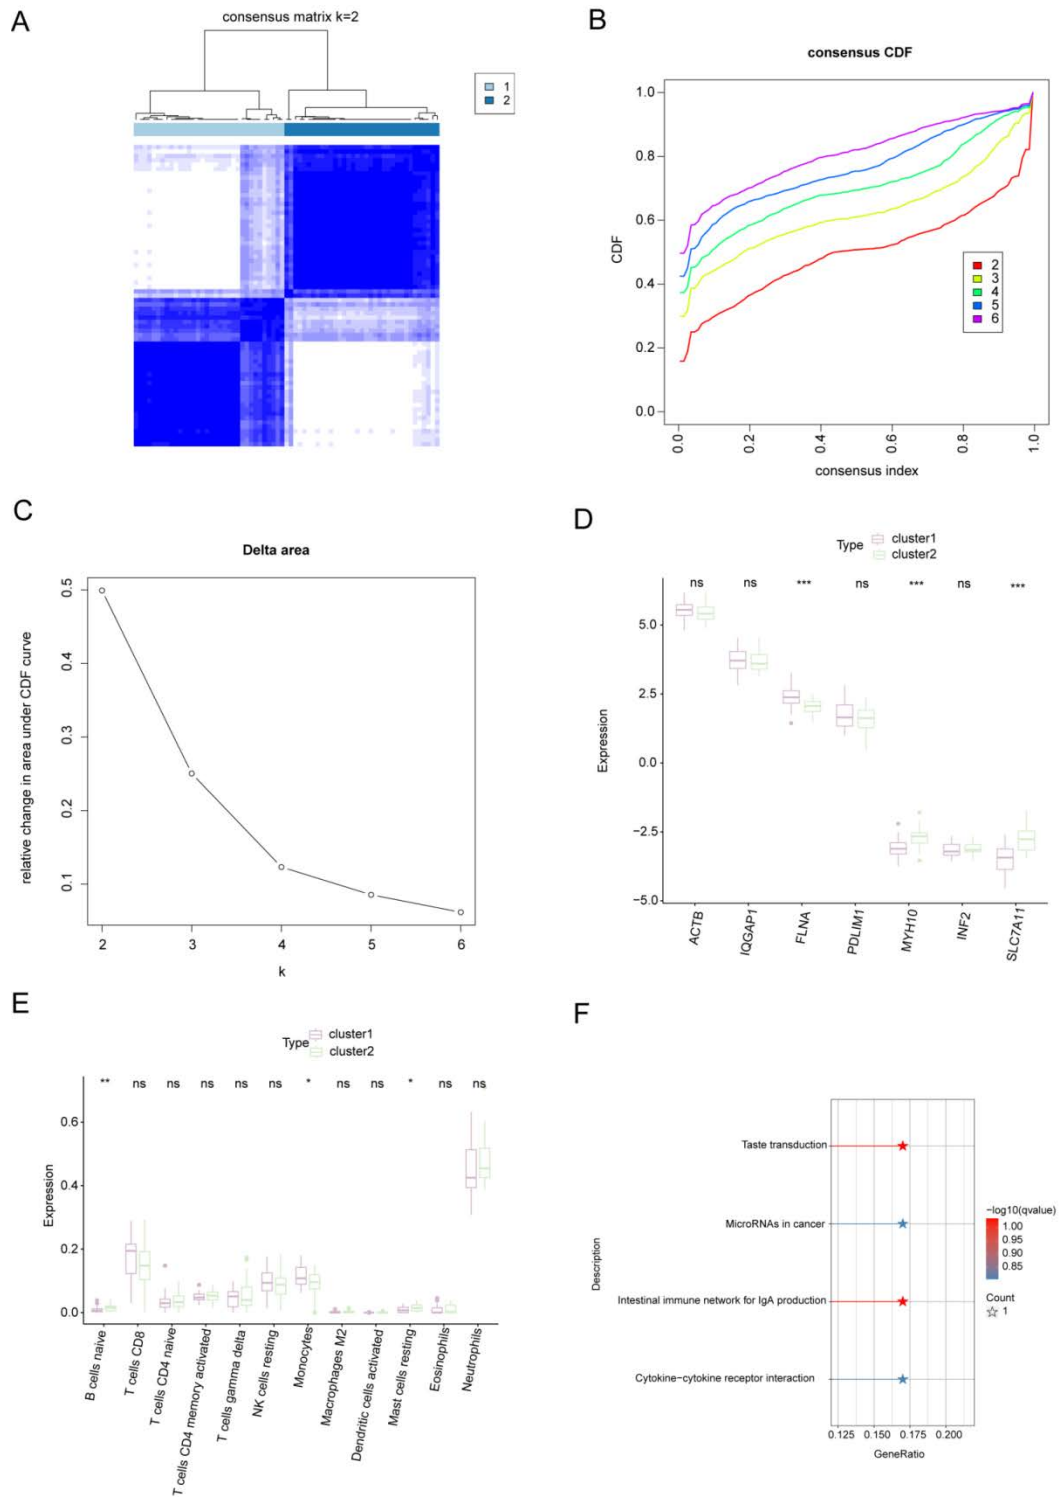 A
consensus matrix k=2
1
2
B
consensus CDF
CDF
1.0
0.8
0.6
0.4
0.2
0.0
2
3
4
5
6
0.0
0.2
0.4
0.6
0.8
1.0
consensus index
C
Delta area
relative change in area under CDF curve
0.5
0.4
0.3
0.2
0.1
2
3
4
5
6
k
D
Type
cluster1
cluster2
ns
ns
***
ns
***
ns
***
Expression
5.0
2.5
0.0
−2.5
−5.0
ACTB
IQGAP1
FLNA
PDLIM1
MYH10
INF2
SLC7A11
E
Type
cluster1
cluster2
**
ns
ns
ns
ns
ns
*
ns
ns
*
ns
ns
Expression
0.6
0.4
0.2
0.0
B cells naive
T cells CD8
T cells CD4 naive
T cells CD4 memory activated
T cells gamma delta
NK cells resting
Monocytes
Macrophages M2
Dendritic cells activated
Mast cells resting
Eosinophils
Neutrophils
F
Description
Taste transduction
MicroRNAs in cancer
Intestinal immune network for IgA production
Cytokine−cytokine receptor interaction
0.125
0.150
0.175
0.200
GeneRatio
−log10(qvalue)
1.00
0.95
0.90
0.85
Count
1